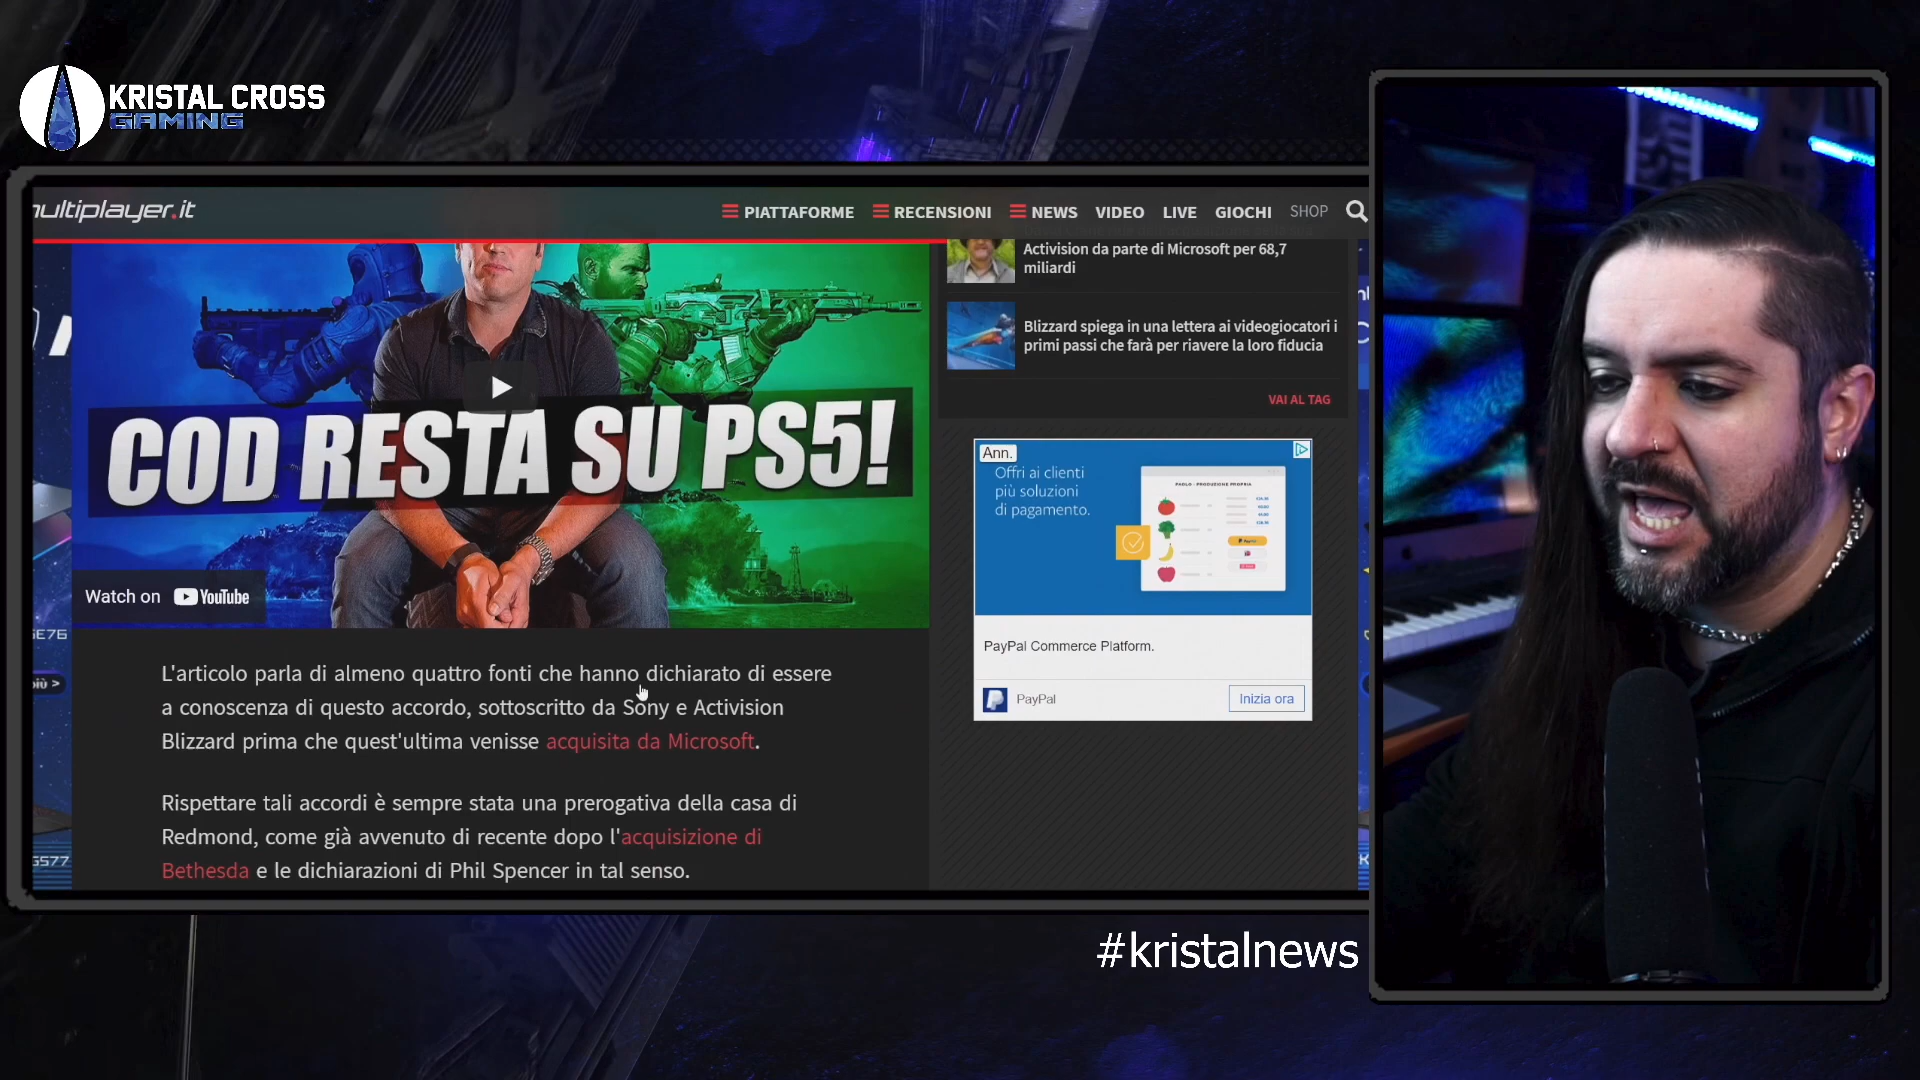 KRISTAL CROSS
GAMING
multiplayer.it
PIATTAFORME
RECENSIONI
NEWS
VIDEO
LIVE
GIOCHI
SHOP
COD RESTA SU PS5!
Watch on YouTube
L'articolo parla di almeno quattro fonti che hanno dichiarato di essere
a conoscenza di questo accordo, sottoscritto da Sony e Activision
Blizzard prima che quest'ultima venisse acquisita da Microsoft.
Rispettare tali accordi è sempre stata una prerogativa della casa di
Redmond, come già avvenuto di recente dopo l'acquisizione di
Bethesda e le dichiarazioni di Phil Spencer in tal senso.
Activision da parte di Microsoft per 68,7
miliardi
Blizzard spiega in una lettera ai videogiocatori i
primi passi che farà per riavere la loro fiducia
VAI AL TAG
Ann.
Offri ai clienti
più soluzioni
di pagamento.
PAOLO - PRODUZIONE PROPRIA
PayPal Commerce Platform.
PayPal
Inizia ora
#kristalnews